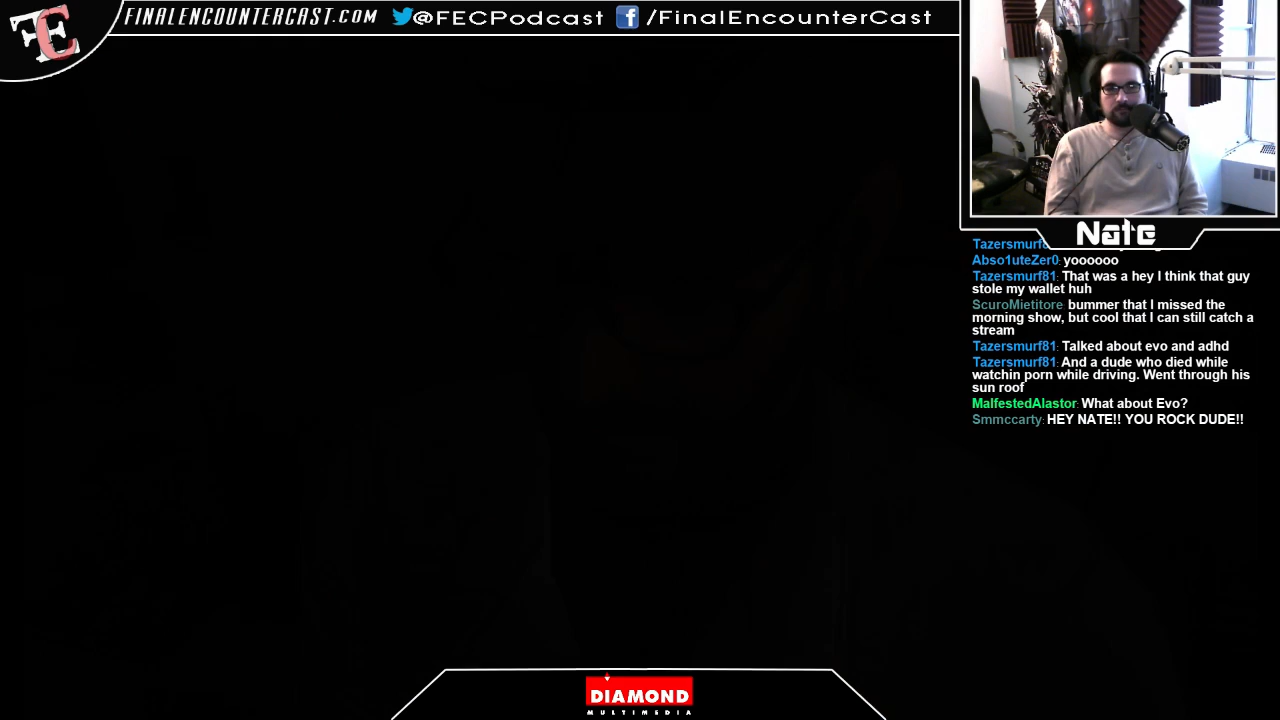 FINALENCOUNTERCAST.COM @FECPodcast /FinalEncounterCast
FEC
Nate
Tazersmurf
Abso1uteZer0: yoooooo
Tazersmurf81: That was a hey I think that guy
stole my wallet huh
ScuroMietitore: bummer that I missed the
morning show, but cool that I can still catch a
stream
Tazersmurf81: Talked about evo and adhd
Tazersmurf81: And a dude who died while
watchin porn while driving. Went through his
sun roof
MalfestedAlastor: What about Evo?
Smmccarty: HEY NATE!! YOU ROCK DUDE!!
DIAMOND
MULTIMEDIA